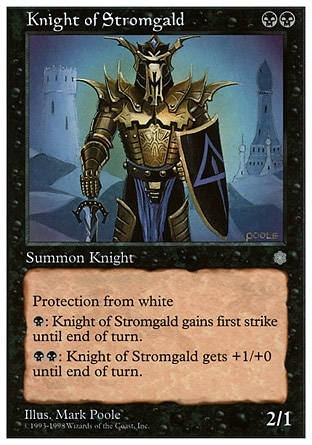 Knight of Stromgald
POOLE
Summon Knight
Protection from white
: Knight of Stromgald gains first strike
until end of turn.
: Knight of Stromgald gets +1/+0
until end of turn.
Illus. Mark Poole
© 1993-1998 Wizards of the Coast, Inc.
2/1